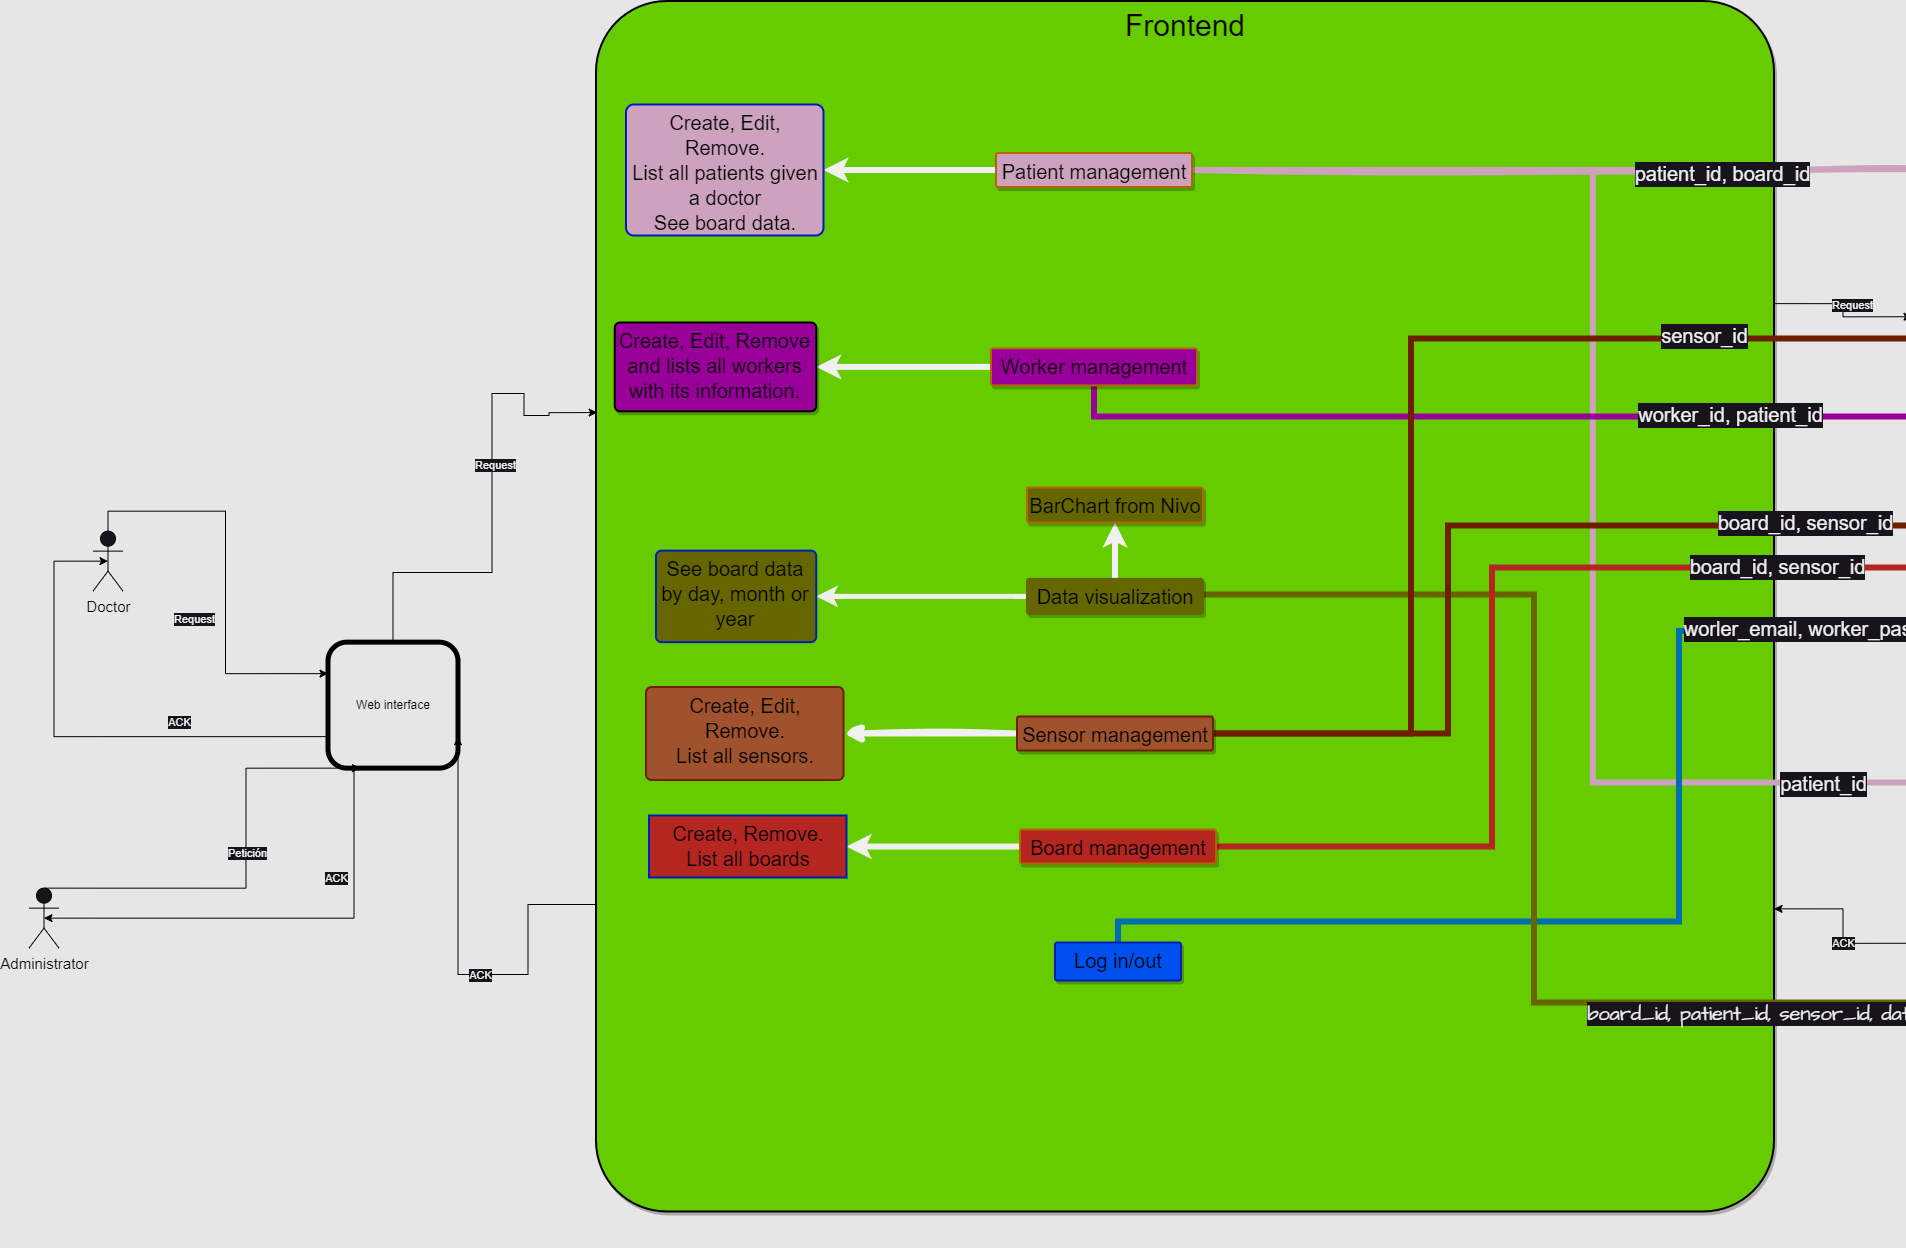 Frontend
Create, Edit,
Remove.
List all patients given
a doctor
See board data.
Patient management
patient_id, board_id
Request
Create, Edit, Remove
and lists all workers
with its information.
Worker management
sensor_id
worker_id, patient_id
Request
BarChart from Nivo
board_id, sensor_id
See board data
by day, month or
year
Data visualization
board_id, sensor_id
Doctor
Request
worler_email, worker_pas
Web interface
ACK
Create, Edit,
Remove.
List all sensors.
Sensor management
patient_id
Create, Remove.
List all boards
Board management
Petición
ACK
Administrator
ACK
Log in/out
ACK
board_id, patient_id, sensor_id, dat